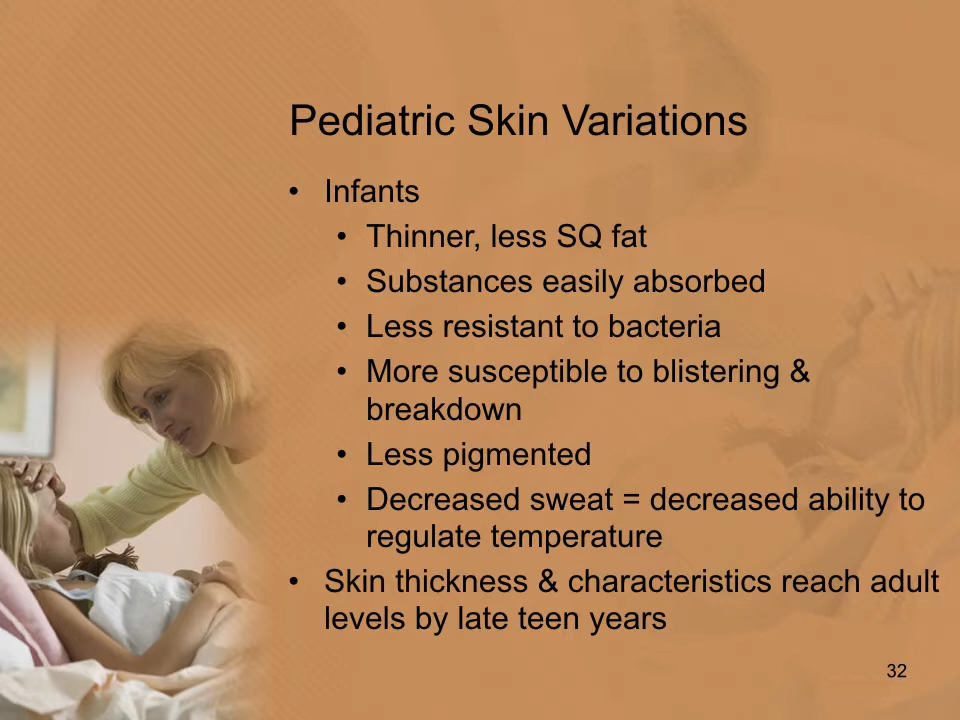 Pediatric Skin Variations
• Infants
• Thinner, less SQ fat
• Substances easily absorbed
• Less resistant to bacteria
• More susceptible to blistering &
breakdown
• Less pigmented
• Decreased sweat = decreased ability to
regulate temperature
• Skin thickness & characteristics reach adult
levels by late teen years
32